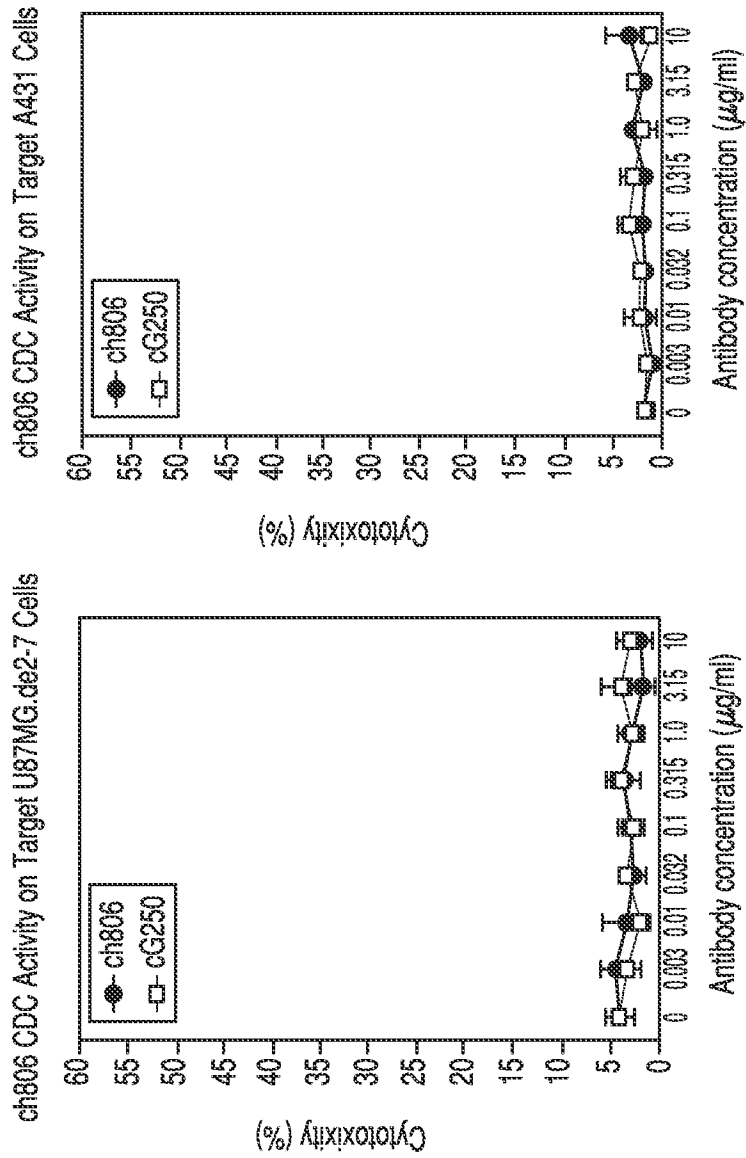 ch806 CDC Activity on Target U87MG.de2-7 Cells
Cytotoxixity (%)
60
55
50
45
40
35
30
25
20
15
10
5
0
ch806
cG250
0 0.003 0.01 0.032 0.1 0.315 1.0 3.15 10
Antibody concentration (µg/ml)
ch806 CDC Activity on Target A431 Cells
Cytotoxixity (%)
60
55
50
45
40
35
30
25
20
15
10
5
0
ch806
cG250
0 0.003 0.01 0.032 0.1 0.315 1.0 3.15 10
Antibody concentration (µg/ml)